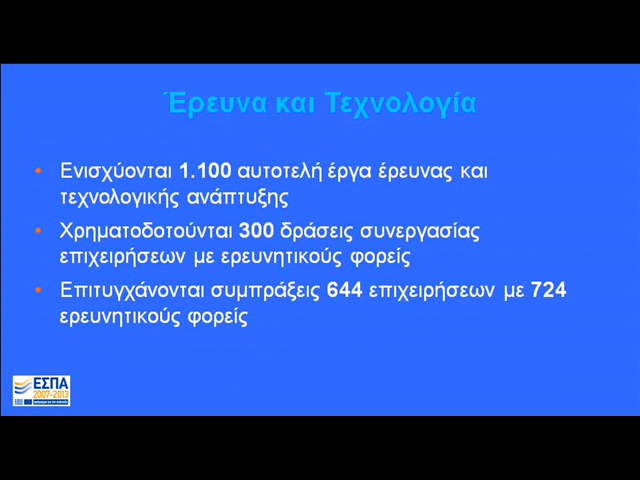 Έρευνα και Τεχνολογία
• Ενισχύονται 1.100 αυτοτελή έργα έρευνας και
τεχνολογικής ανάπτυξης
• Χρηματοδοτούνται 300 δράσεις συνεργασίας
επιχειρήσεων με ερευνητικούς φορείς
• Επιτυγχάνονται συμπράξεις 644 επιχειρήσεων με 724
ερευνητικούς φορείς
ΕΣΠΑ
2007-2013